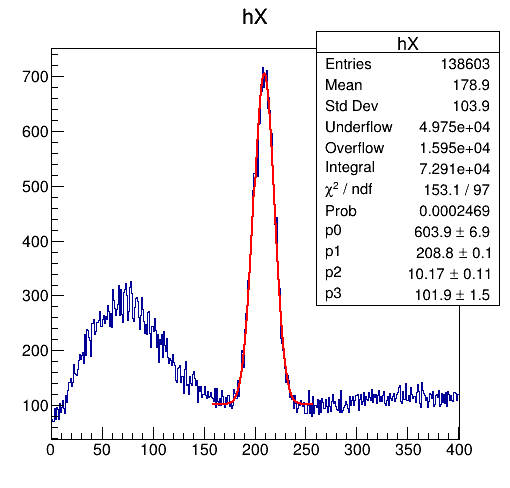 hX
hX
Entries 138603
Mean 178.9
Std Dev 103.9
Underflow 4.975e+04
Overflow 1.595e+04
Integral 7.291e+04
χ² / ndf 153.1 / 97
Prob 0.0002469
p0 603.9 ± 6.9
p1 208.8 ± 0.1
p2 10.17 ± 0.11
p3 101.9 ± 1.5
700
600
500
400
300
200
100
0 50 100 150 200 250 300 350 400